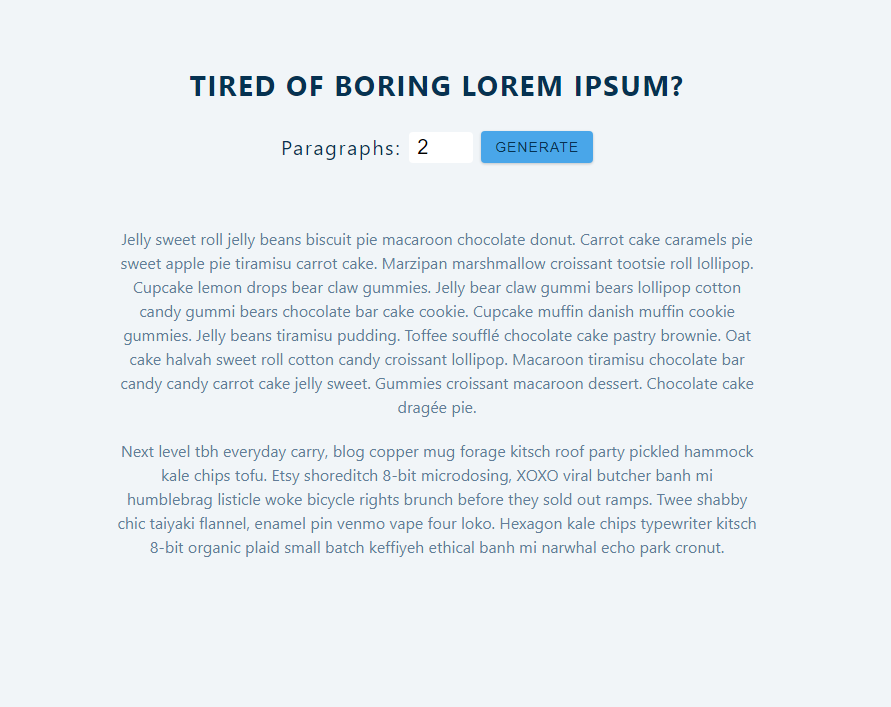 TIRED OF BORING LOREM IPSUM?
Paragraphs: 2 GENERATE
Jelly sweet roll jelly beans biscuit pie macaroon chocolate donut. Carrot cake caramels pie
sweet apple pie tiramisu carrot cake. Marzipan marshmallow croissant tootsie roll lollipop.
Cupcake lemon drops bear claw gummies. Jelly bear claw gummi bears lollipop cotton
candy gummi bears chocolate bar cake cookie. Cupcake muffin danish muffin cookie
gummies. Jelly beans tiramisu pudding. Toffee soufflé chocolate cake pastry brownie. Oat
cake halvah sweet roll cotton candy croissant lollipop. Macaroon tiramisu chocolate bar
candy candy carrot cake jelly sweet. Gummies croissant macaroon dessert. Chocolate cake
dragée pie.
Next level tbh everyday carry, blog copper mug forage kitsch roof party pickled hammock
kale chips tofu. Etsy shoreditch 8-bit microdosing, XOXO viral butcher banh mi
humblebrag listicle woke bicycle rights brunch before they sold out ramps. Twee shabby
chic taiyaki flannel, enamel pin venmo vape four loko. Hexagon kale chips typewriter kitsch
8-bit organic plaid small batch keffiyeh ethical banh mi narwhal echo park cronut.